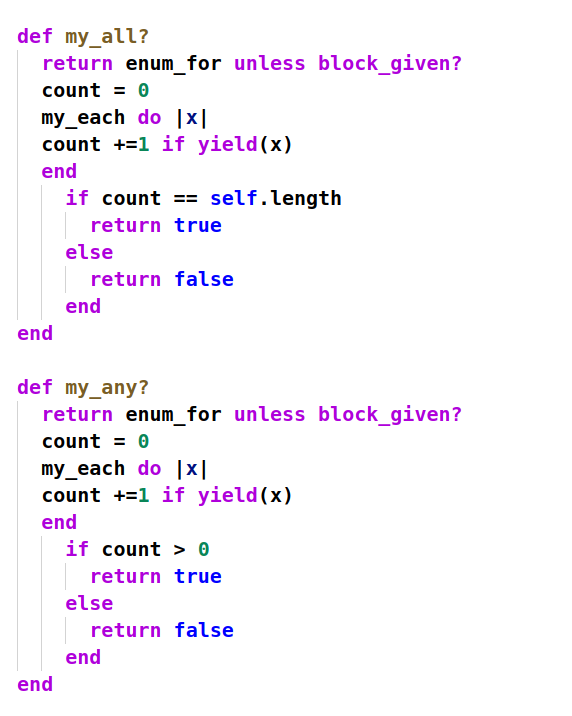 def my_all?
  return enum_for unless block_given?
  count = 0
  my_each do |x|
  count +=1 if yield(x)
  end
    if count == self.length
      return true
    else
      return false
    end
end

def my_any?
  return enum_for unless block_given?
  count = 0
  my_each do |x|
  count +=1 if yield(x)
  end
    if count > 0
      return true
    else
      return false
    end
end